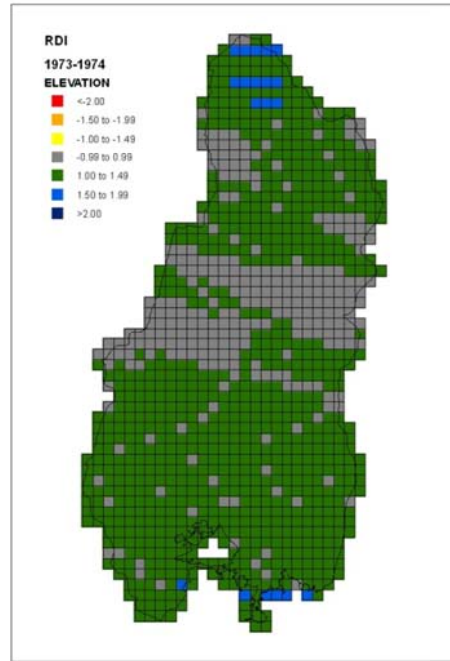 RDI
1973-1974
ELEVATION
<-2.00
-1.50 to -1.99
-1.00 to -1.49
-0.99 to 0.99
1.00 to 1.49
1.50 to 1.99
>2.00